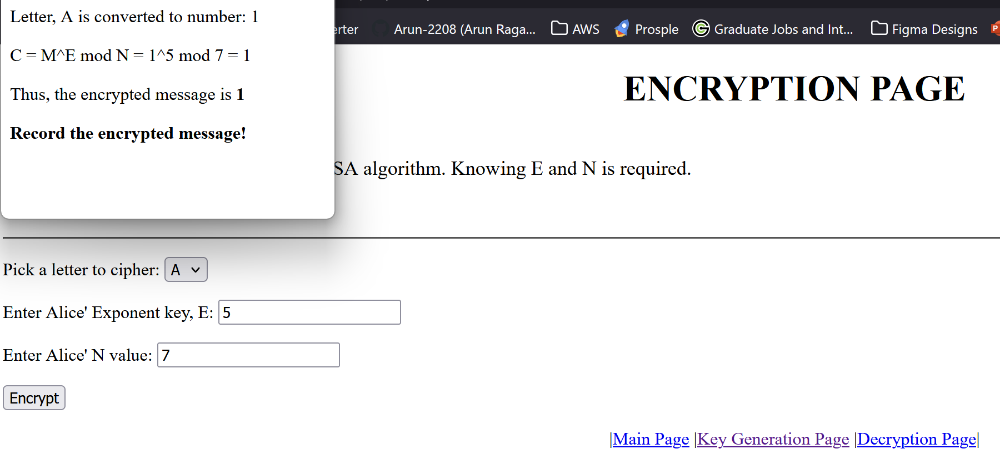 Letter, A is converted to number: 1
C = M^E mod N = 1^5 mod 7 = 1
Thus, the encrypted message is 1
Record the encrypted message!
erter Arun-2208 (Arun Raga... AWS Prosple Graduate Jobs and Int... Figma Designs
ENCRYPTION PAGE
SA algorithm. Knowing E and N is required.
Pick a letter to cipher: A
Enter Alice' Exponent key, E: 5
Enter Alice' N value: 7
Encrypt
|Main Page |Key Generation Page |Decryption Page|